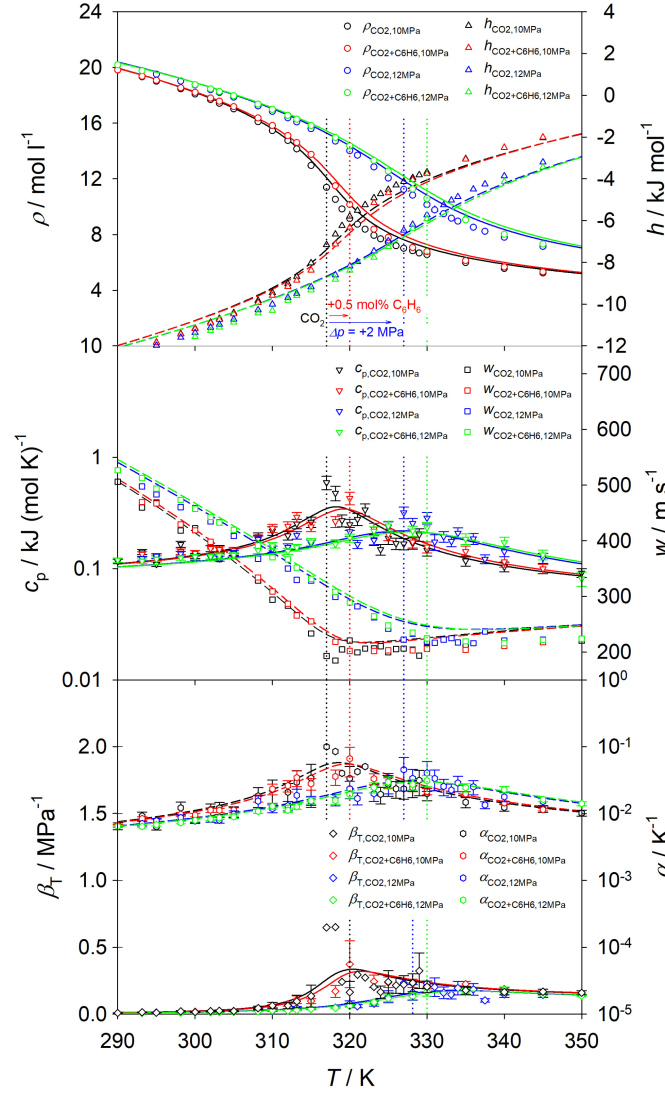 24
20
16
12
8
4
10
ρ / mol l⁻¹
4
2
0
−2
−4
−6
−8
−10
−12
h / kJ mol⁻¹
ρCO2,10MPa
ρCO2+C6H6,10MPa
ρCO2,12MPa
ρCO2+C6H6,12MPa
hCO2,10MPa
hCO2+C6H6,10MPa
hCO2,12MPa
hCO2+C6H6,12MPa
+0.5 mol% C₆H₆
CO₂
Δp = +2 MPa
1
0.1
0.01
cp / kJ (mol K)⁻¹
700
600
500
400
300
200
w / m s⁻¹
cp,CO2,10MPa
cp,CO2+C6H6,10MPa
cp,CO2,12MPa
cp,CO2+C6H6,12MPa
wCO2,10MPa
wCO2+C6H6,10MPa
wCO2,12MPa
wCO2+C6H6,12MPa
2.0
1.5
1.0
0.5
0.0
βT / MPa⁻¹
10⁰
10⁻¹
10⁻²
10⁻³
10⁻⁴
10⁻⁵
α / K⁻¹
βT,CO2,10MPa
βT,CO2+C6H6,10MPa
βT,CO2,12MPa
βT,CO2+C6H6,12MPa
αCO2,10MPa
αCO2+C6H6,10MPa
αCO2,12MPa
αCO2+C6H6,12MPa
290 300 310 320 330 340 350
T / K